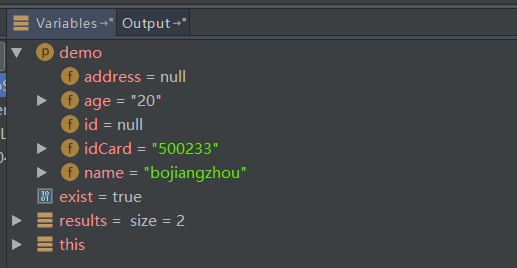 Variables Output
p demo
f address = null
f age = "20"
f id = null
f idCard = "500233"
f name = "bojiangzhou"
exist = true
results = size = 2
this